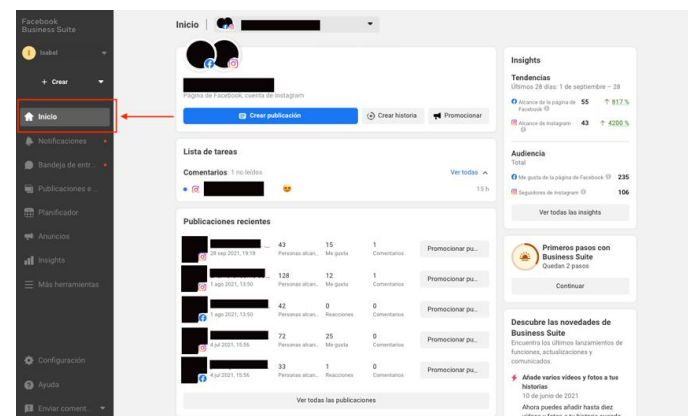 Facebook
Business Suite
Isabel
+ Crear
Inicio
Notificaciones
Bandeja de entr...
Publicaciones e...
Planificador
Anuncios
Insights
Más herramientas
Configuración
Ayuda
Enviar coment...
Inicio
Página de Facebook, cuenta de Instagram
Crear publicación
Crear historia
Promocionar
Lista de tareas
Comentarios 1 no leídos
Ver todas
15 h
Publicaciones recientes
28 sep 2021, 19:19
43 Personas alcan...
15 Me gusta
1 Comentarios
Promocionar pu...
1 ago 2021, 13:50
128 Personas alcan...
12 Me gusta
1 Comentarios
Promocionar pu...
1 ago 2021, 13:50
42 Personas alcan...
0 Reacciones
0 Comentarios
Promocionar pu...
4 jul 2021, 15:56
72 Personas alcan...
25 Me gusta
0 Comentarios
Promocionar pu...
4 jul 2021, 15:56
33 Personas alcan...
1 Reacciones
0 Comentarios
Promocionar pu...
Ver todas las publicaciones
Insights
Tendencias
Últimos 28 días: 1 de septiembre – 28
Alcance de la página de Facebook 55 ↑ 817 %
Alcance de Instagram 43 ↑ 4200 %
Audiencia
Total
Me gusta de la página de Facebook 235
Seguidores de Instagram 106
Ver todas las insights
Primeros pasos con
Business Suite
Quedan 2 pasos
Continuar
Descubre las novedades de
Business Suite
Encuentra los últimos lanzamientos de
funciones, actualizaciones y
comunicados.
Añade varios vídeos y fotos a tus
historias
10 de junio de 2021
Ahora puedes añadir hasta diez